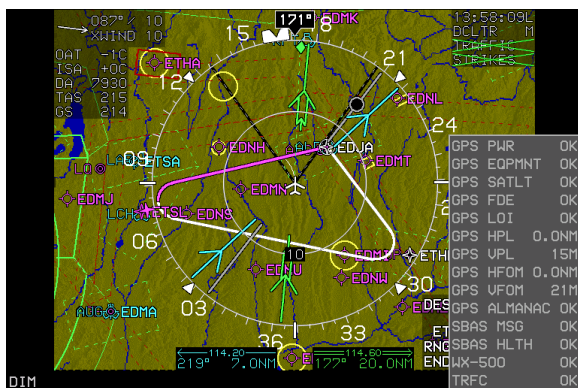 087°/ 10
XWIND 10
OAT -1C
ISA +0C
DA 7930
TAS 215
GS 214
171°
13:58:09L
DCLTR M
TRAFFIC
STRIKES
EDMK
15
8
21
12
24
09
06
30
03
33
36
ETHA
EDNL
EDNH
EDJA
EDMT
ETSA
EDMN
EDMJ
ETSL
EDNS
LCH
EDNU
EDNW
ETH
AUG
EDMA
10
DES
ET
RNG
END
GPS PWR OK
GPS EQPMNT OK
GPS SATLT OK
GPS FDE OK
GPS LOI OK
GPS HPL 0.0NM
GPS VPL 15M
GPS HFOM 0.0NM
GPS VFOM 21M
GPS ALMANAC OK
SBAS MSG OK
SBAS HLTH OK
WX-500 OK
TRFC OK
114.20
219° 7.0NM
114.60
177° 20.0NM
DIM